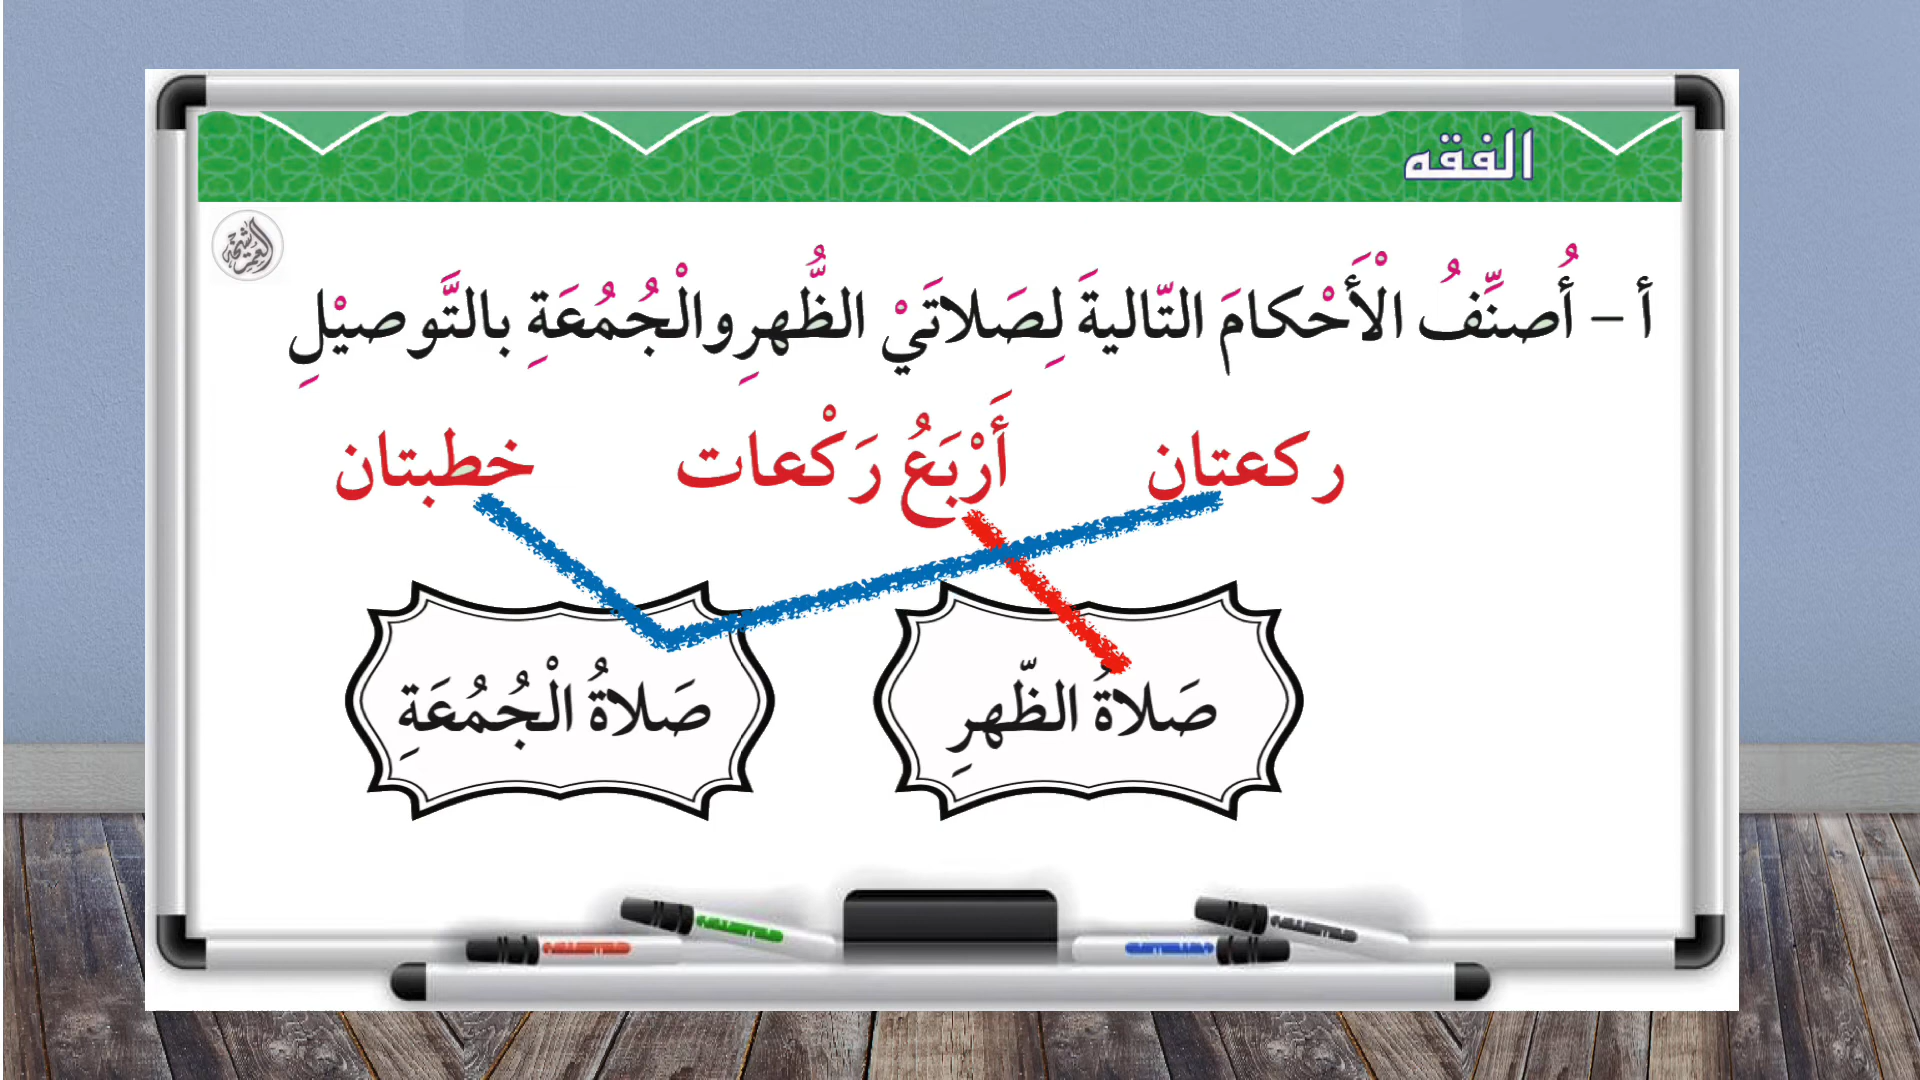 الفقه
أ – أُصنِّفُ الْأَحْكامَ التّاليةَ لِصَلاتَيْ الظُّهرِ والْجُمُعَةِ بالتَّوصيْلِ
ركعتان أَرْبَعُ رَكْعات خطبتان
صَلاةُ الظّهرِ صَلاةُ الْجُمُعَةِ